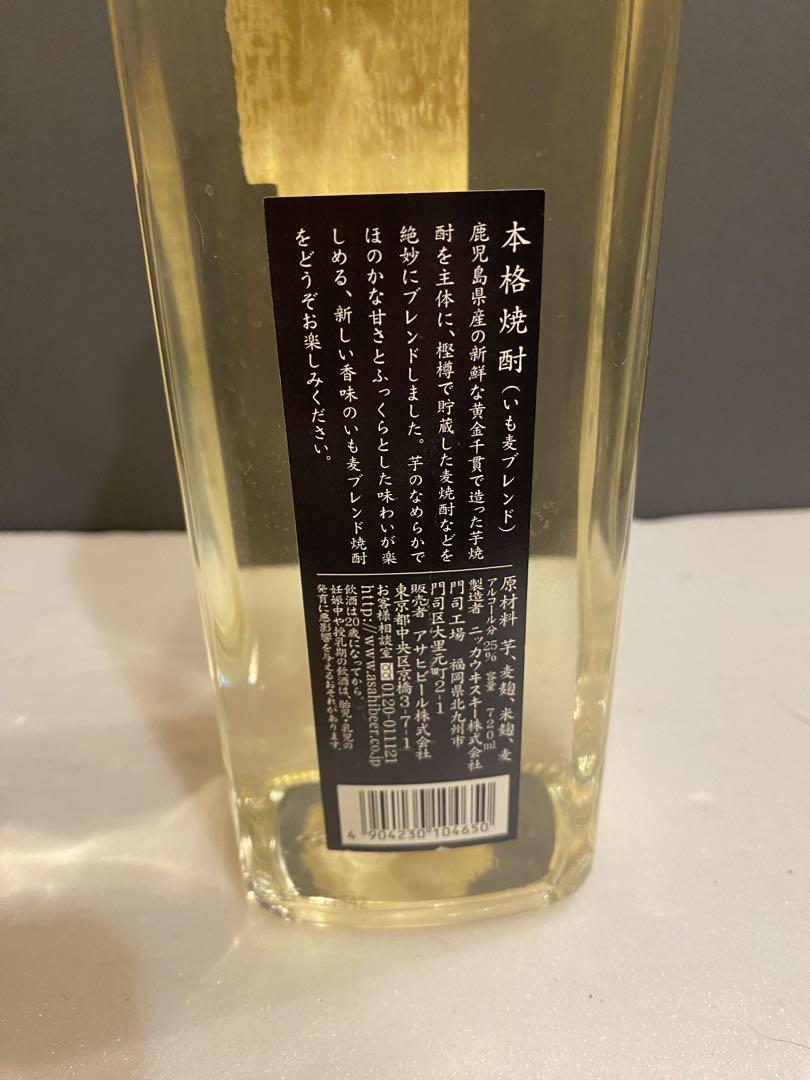 本格焼酎(いも麦ブレンド)
鹿児島県産の新鮮な黄金千貫で造った芋焼
酎を主体に、樫樽で貯蔵した麦焼酎などを
絶妙にブレンドしました。芋のなめらかで
ほのかな甘さとふっくらとした味わいが楽
しめる、新しい香味のいも麦ブレンド焼酎
をどうぞお楽しみください。
原材料 芋、麦麹、米麹、麦
アルコール分 25% 容量 720ml
製造者 ニッカウヰスキー株式会社
門司工場 福岡県北九州市
門司区大里元町2-1
販売者 アサヒビール株式会社
東京都中央区京橋3-7-1
お客様相談室 0120-011121
http://www.asahibeer.co.jp
飲酒は20歳になってから。
妊娠中や授乳期の飲酒は、胎児・乳児の
発育に悪影響を与えるおそれがあります。
4 904230 104650